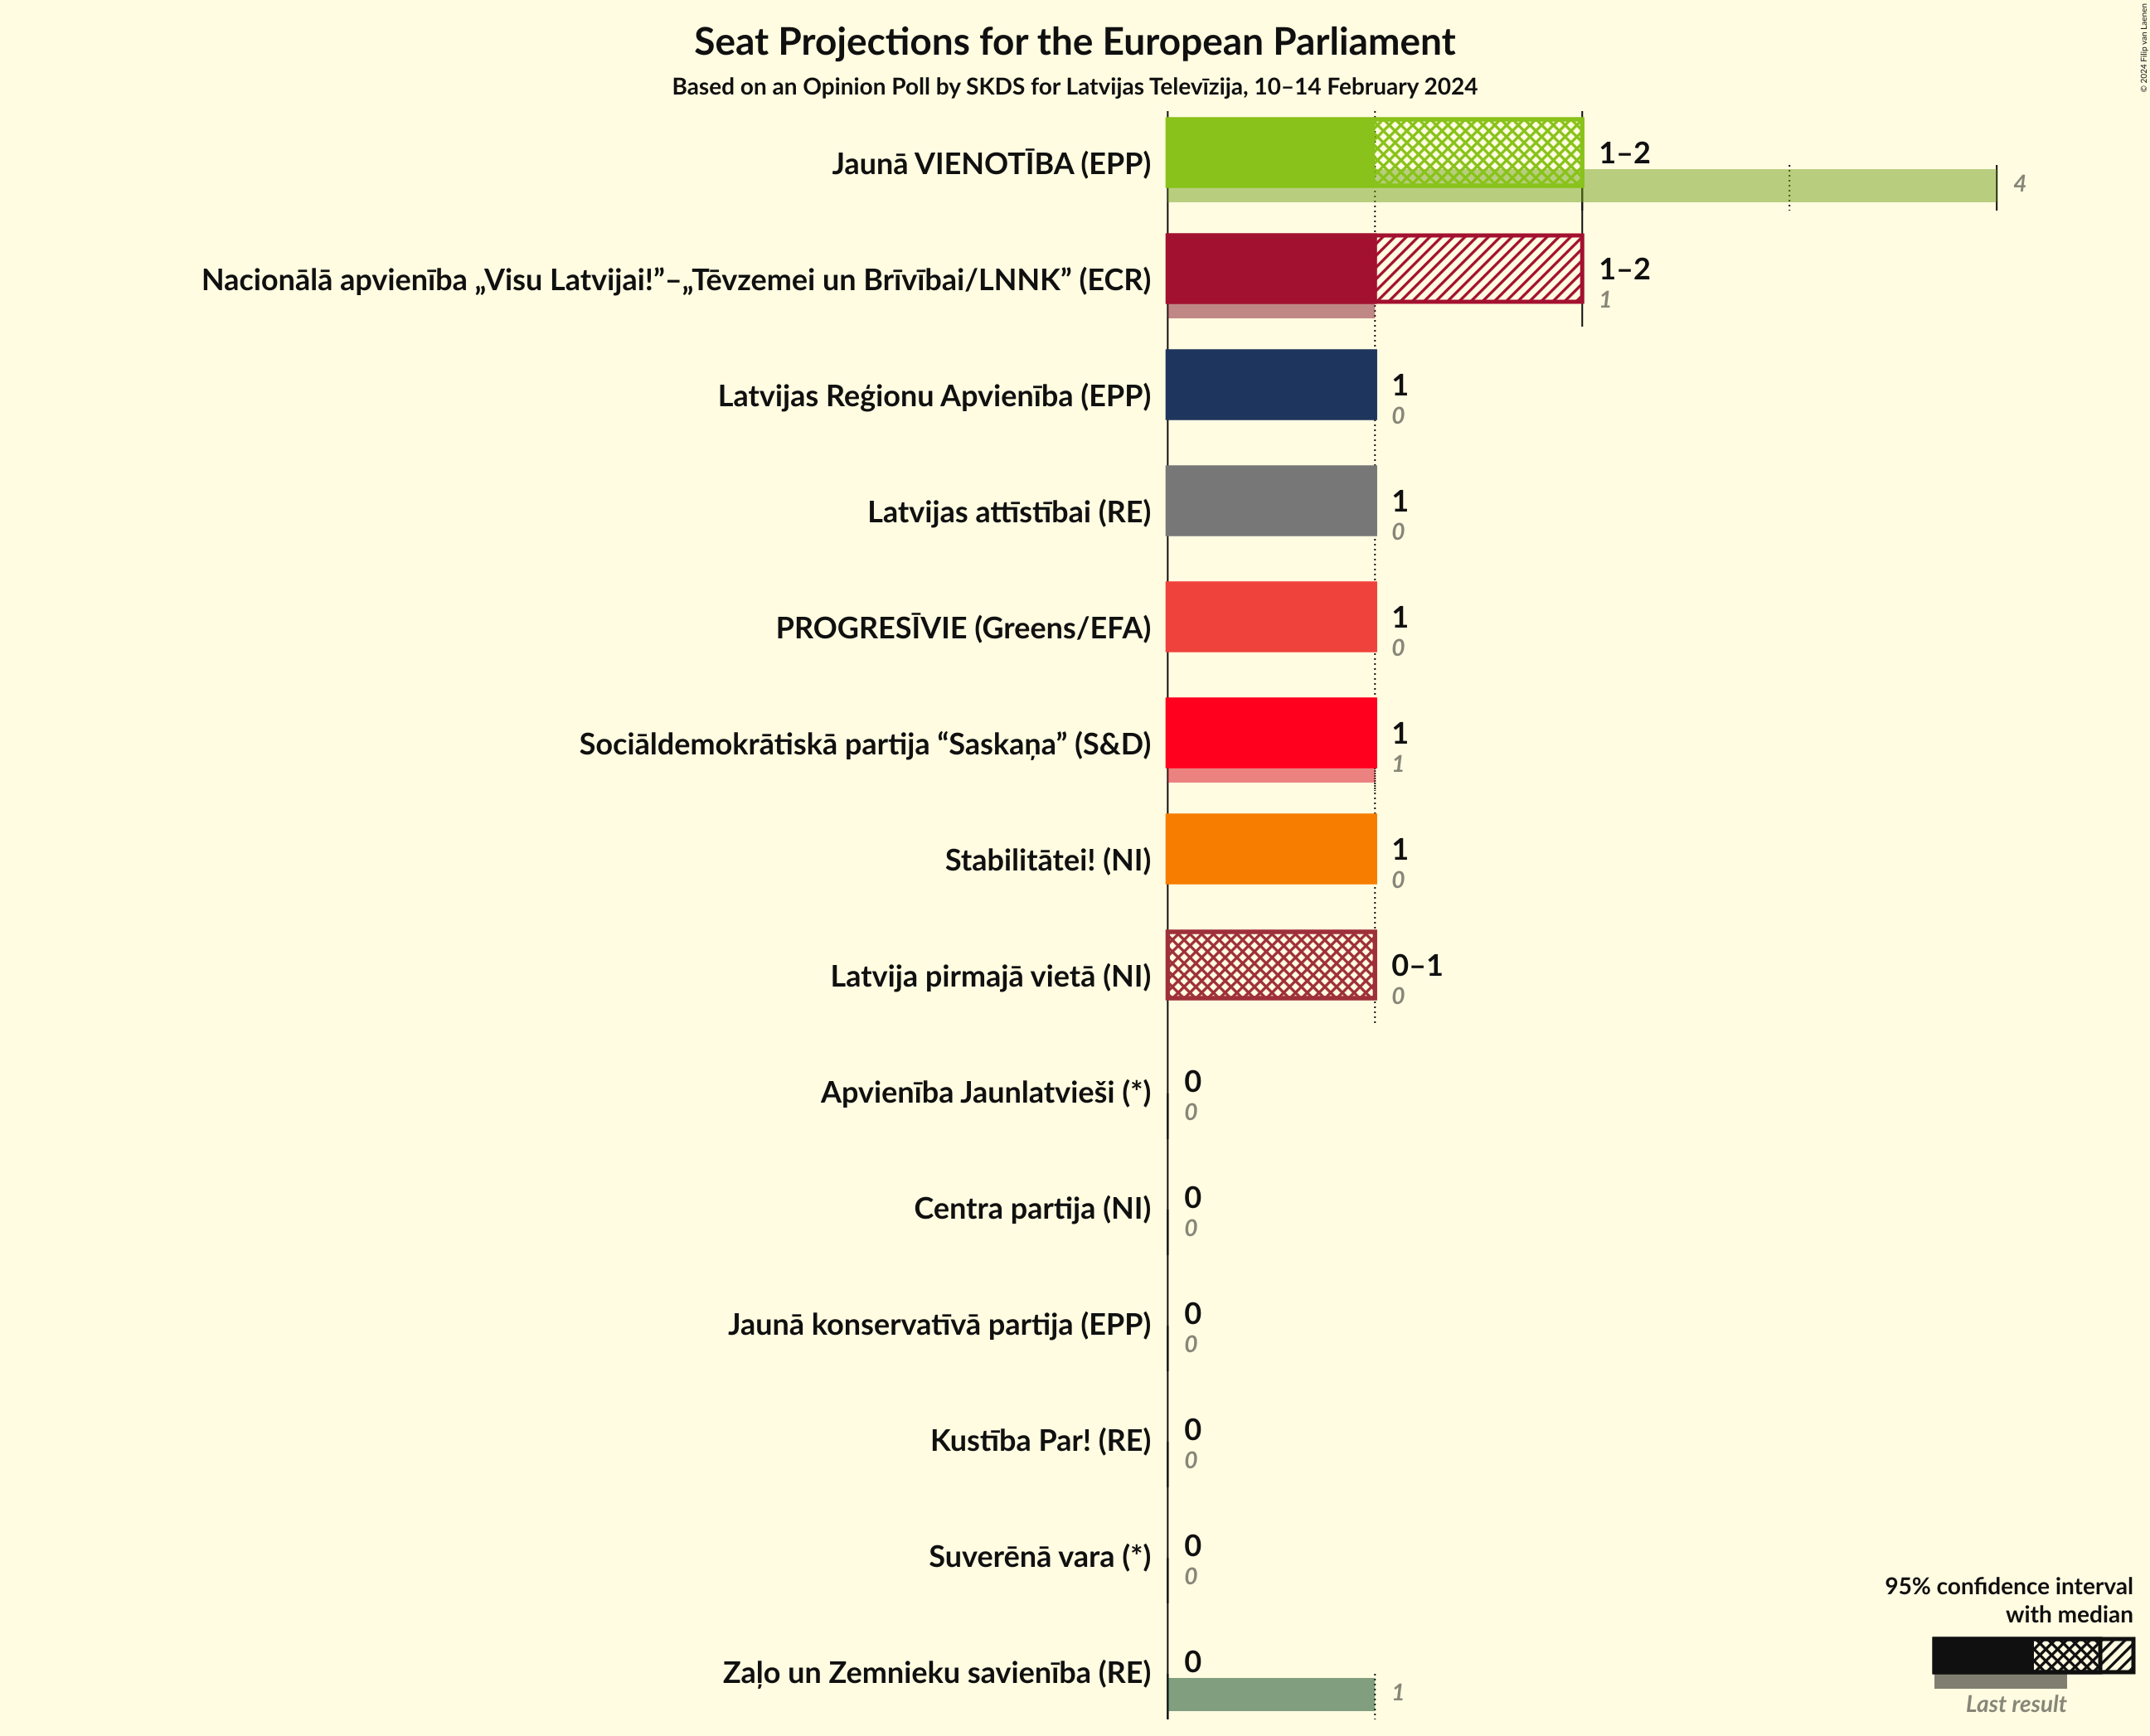 Seat Projections for the European Parliament
Based on an Opinion Poll by SKDS for Latvijas Televīzija, 10–14 February 2024
© 2024 Filip van Laenen
Jaunā VIENOTĪBA (EPP)
1–2
4
Nacionālā apvienība „Visu Latvijai!”–„Tēvzemei un Brīvībai/LNNK” (ECR)
1–2
1
Latvijas Reģionu Apvienība (EPP)
1
0
Latvijas attīstībai (RE)
1
0
PROGRESĪVIE (Greens/EFA)
1
0
Sociāldemokrātiskā partija “Saskaņa” (S&D)
1
1
Stabilitātei! (NI)
1
0
Latvija pirmajā vietā (NI)
0–1
0
Apvienība Jaunlatvieši (*)
0
0
Centra partija (NI)
0
0
Jaunā konservatīvā partija (EPP)
0
0
Kustība Par! (RE)
0
0
Suverēnā vara (*)
0
0
Zaļo un Zemnieku savienība (RE)
0
1
95% confidence interval
with median
Last result